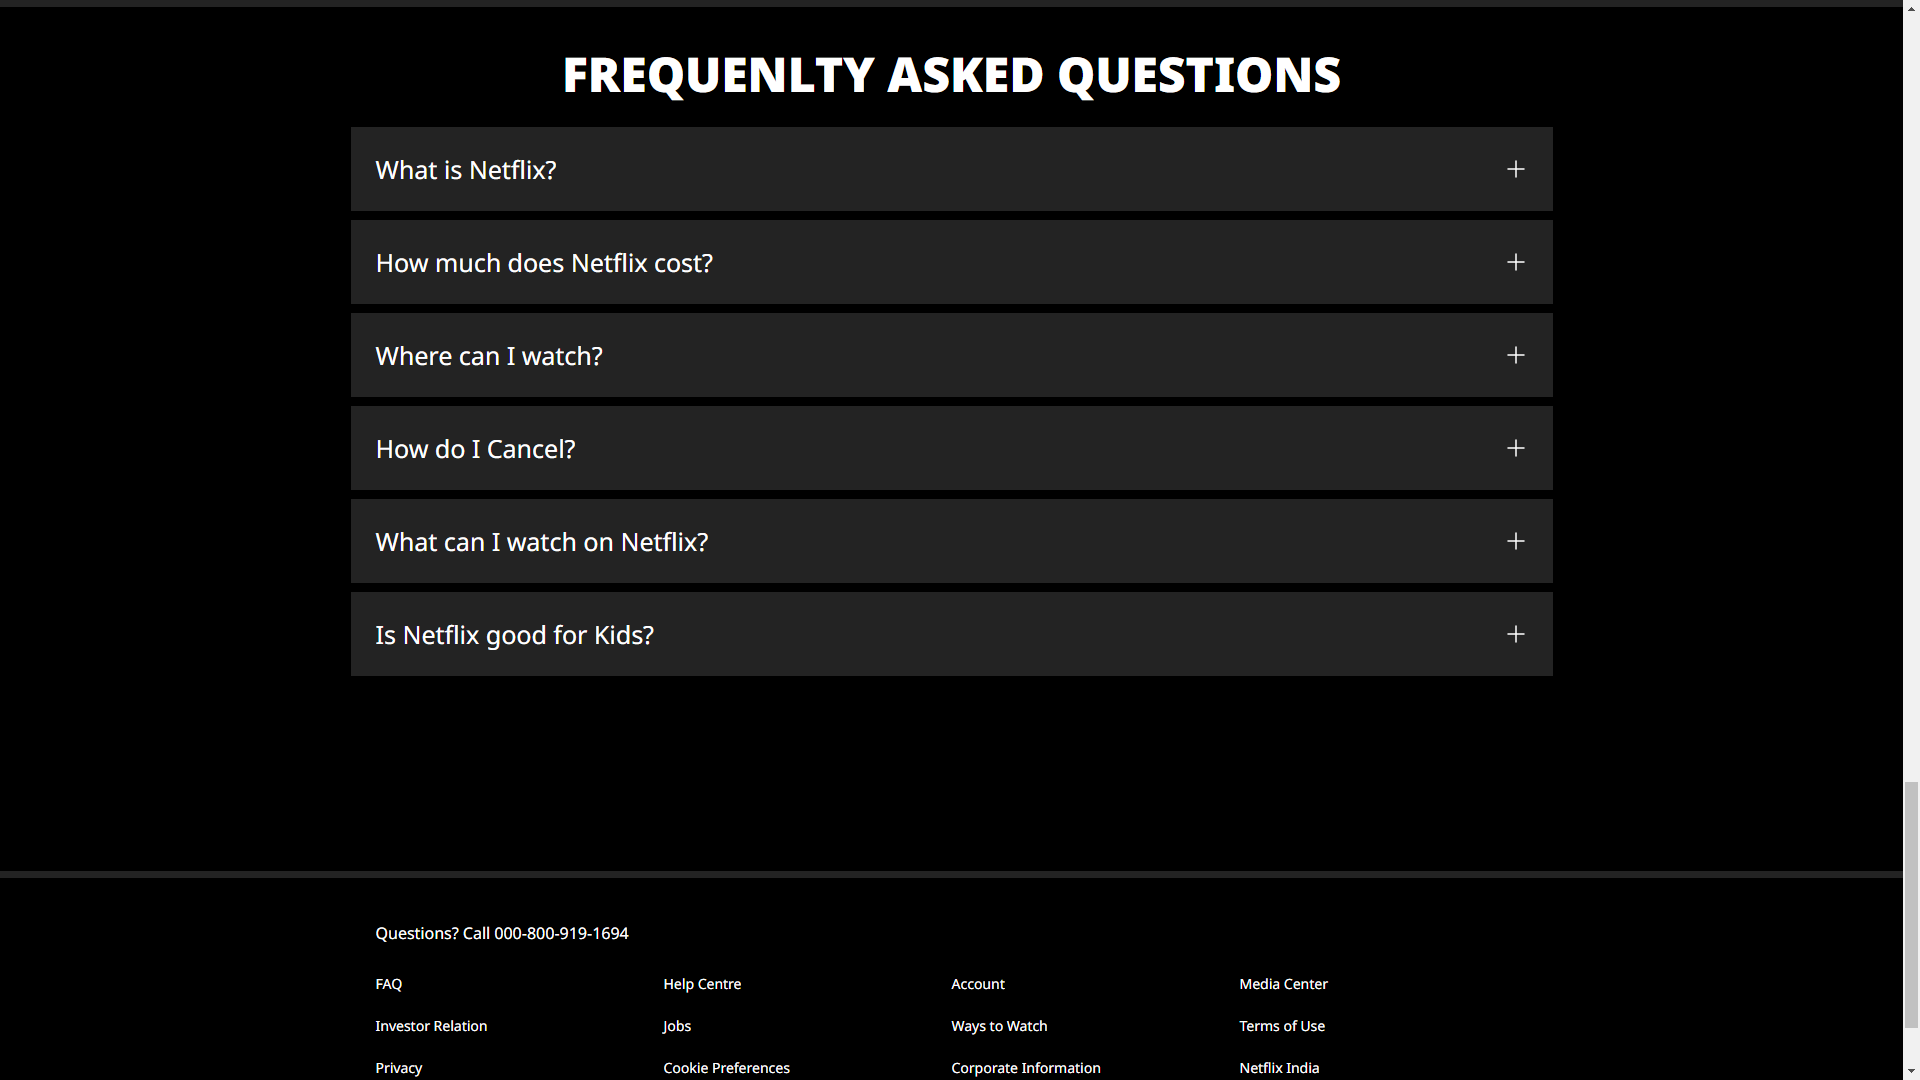 FREQUENLTY ASKED QUESTIONS
What is Netflix?
How much does Netflix cost?
Where can I watch?
How do I Cancel?
What can I watch on Netflix?
Is Netflix good for Kids?
Questions? Call 000-800-919-1694
FAQ Help Centre Account Media Center
Investor Relation Jobs Ways to Watch Terms of Use
Privacy Cookie Preferences Corporate Information Netflix India